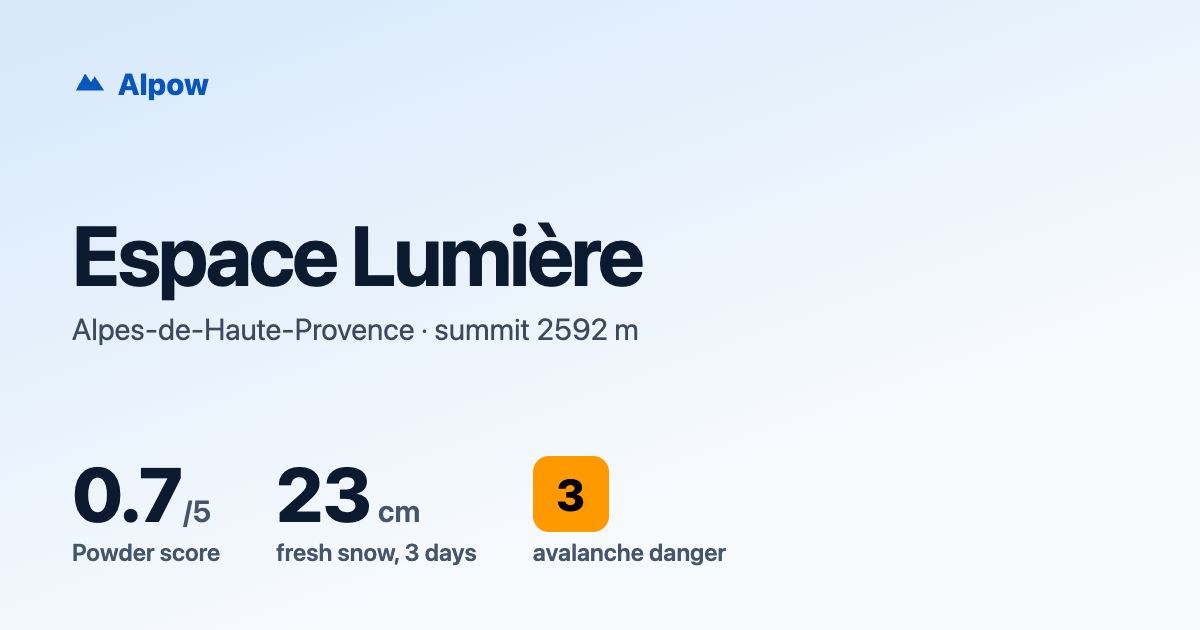 Alpow
Espace Lumière
Alpes-de-Haute-Provence · summit 2592 m
0.7/5
Powder score
23 cm
fresh snow, 3 days
3
avalanche danger